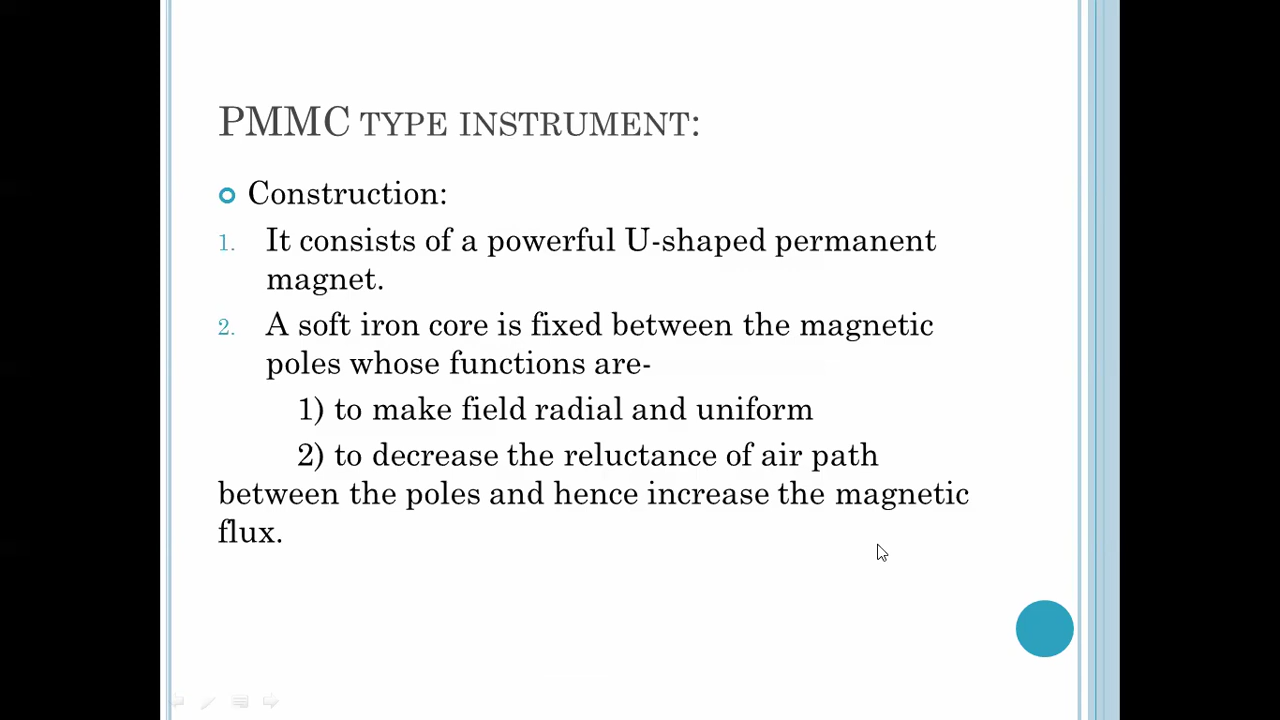 PMMC TYPE INSTRUMENT:
Construction:
1. It consists of a powerful U-shaped permanent
magnet.
2. A soft iron core is fixed between the magnetic
poles whose functions are-
1) to make field radial and uniform
2) to decrease the reluctance of air path
between the poles and hence increase the magnetic
flux.